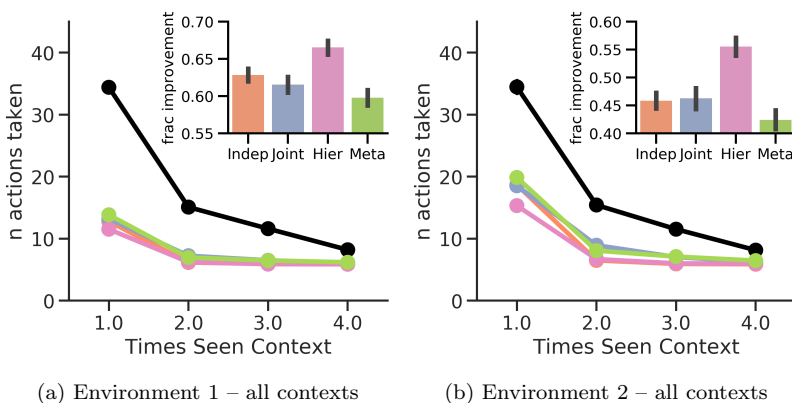 n actions taken
40
30
20
10
0
1.0 2.0 3.0 4.0
Times Seen Context
frac improvement
0.70
0.65
0.60
0.55
Indep Joint Hier Meta
(a) Environment 1 – all contexts
n actions taken
40
30
20
10
0
1.0 2.0 3.0 4.0
Times Seen Context
frac improvement
0.60
0.55
0.50
0.45
0.40
Indep Joint Hier Meta
(b) Environment 2 – all contexts